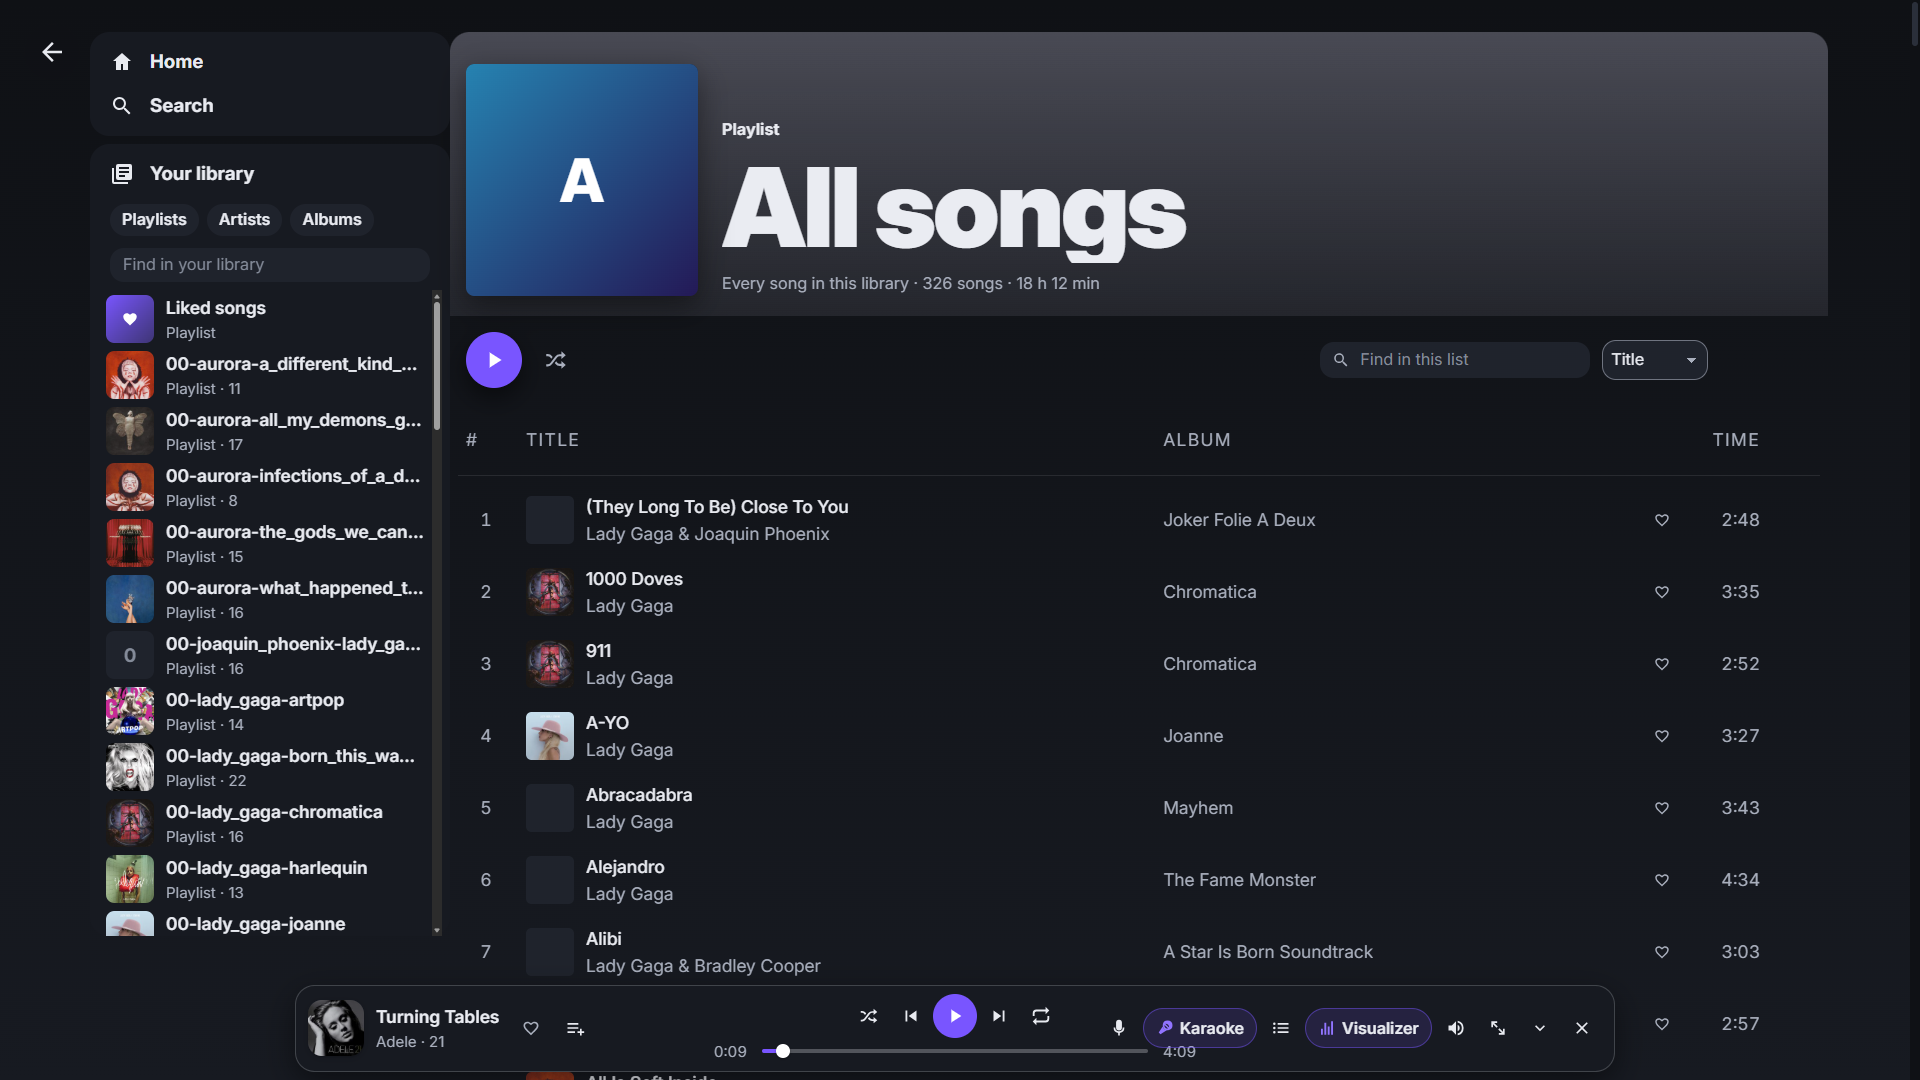 Home
Search
Your library
Playlists Artists Albums
Find in your library
Liked songs
Playlist
00-aurora-a_different_kind_...
Playlist · 11
00-aurora-all_my_demons_g...
Playlist · 17
00-aurora-infections_of_a_d...
Playlist · 8
00-aurora-the_gods_we_can...
Playlist · 15
00-aurora-what_happened_t...
Playlist · 16
0
00-joaquin_phoenix-lady_ga...
Playlist · 16
00-lady_gaga-artpop
Playlist · 14
00-lady_gaga-born_this_wa...
Playlist · 22
00-lady_gaga-chromatica
Playlist · 16
00-lady_gaga-harlequin
Playlist · 13
00-lady_gaga-joanne
A
Playlist
All songs
Every song in this library · 326 songs · 18 h 12 min
Find in this list
Title
# TITLE ALBUM TIME
1 (They Long To Be) Close To You Joker Folie A Deux 2:48
Lady Gaga & Joaquin Phoenix
2 1000 Doves Chromatica 3:35
Lady Gaga
3 911 Chromatica 2:52
Lady Gaga
4 A-YO Joanne 3:27
Lady Gaga
5 Abracadabra Mayhem 3:43
Lady Gaga
6 Alejandro The Fame Monster 4:34
Lady Gaga
7 Alibi A Star Is Born Soundtrack 3:03
Lady Gaga & Bradley Cooper
2:57
Turning Tables
Adele · 21
ADELE 21
0:09
4:09
Karaoke
Visualizer